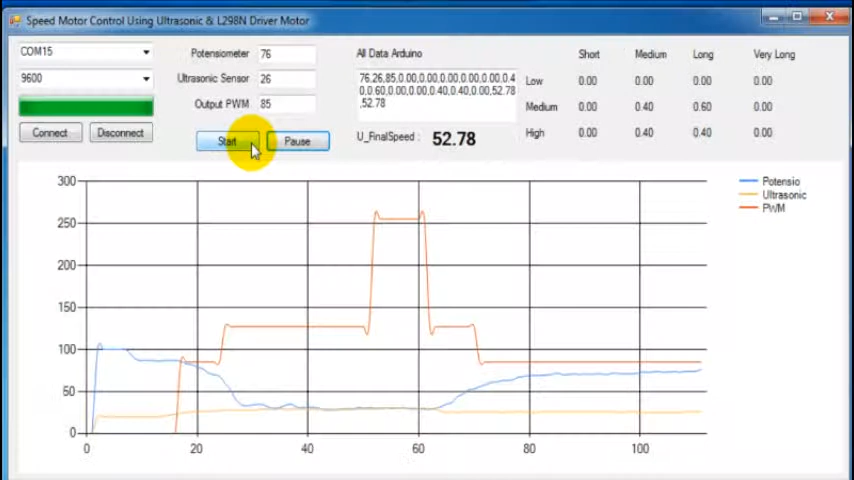 Speed Motor Control Using Ultrasonic & L298N Driver Motor
COM15
9600
Connect
Disconnect
Potensiometer 76
Ultrasonic Sensor 26
Output PWM 85
Start
Pause
All Data Arduino
76,26,85,0.00,0.00,0.00,0.00,0.00,0.4
0,0.60,0.00,0.00,0.40,0.40,0.00,52.78
,52.78
U_FinalSpeed : 52.78
Short Medium Long Very Long
Low 0.00 0.00 0.00 0.00
Medium 0.00 0.40 0.60 0.00
High 0.00 0.40 0.40 0.00
300
250
200
150
100
50
0
0 20 40 60 80 100
Potensio
Ultrasonic
PWM